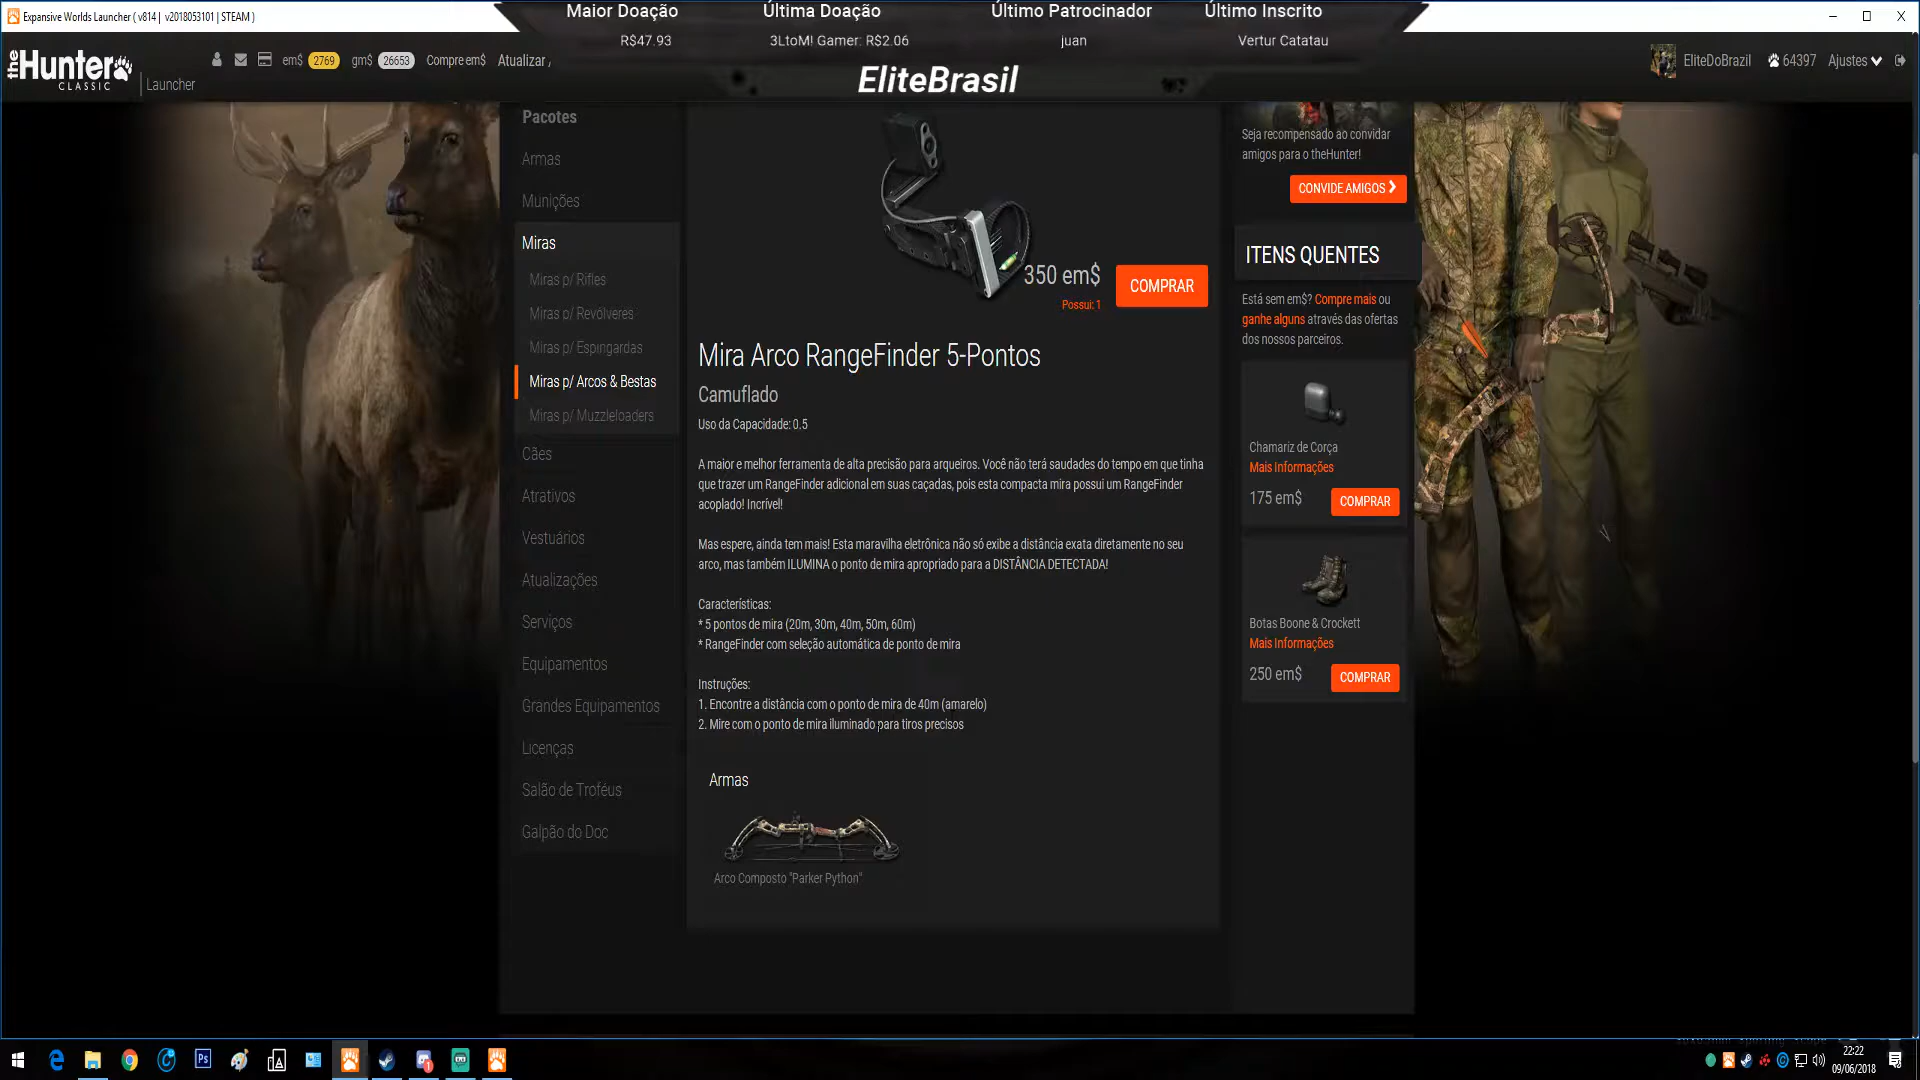 Expansive Worlds Launcher ( v814 | v2018053101 | STEAM )
Maior Doação
R$47.93
Última Doação
3LtoM! Gamer: R$2.06
Último Patrocinador
juan
Último Inscrito
Vertur Catatau
EliteBrasil
theHunter
CLASSIC
Launcher
em$ 2769 gm$ 26653 Compre em$ Atualizar
EliteDoBrazil 64397 Ajustes
Pacotes
Armas
Munições
Miras
Miras p/ Rifles
Miras p/ Revólveres
Miras p/ Espingardas
Miras p/ Arcos & Bestas
Miras p/ Muzzleloaders
Cães
Atrativos
Vestuários
Atualizações
Serviços
Equipamentos
Grandes Equipamentos
Licenças
Salão de Troféus
Galpão do Doc
350 em$
Possui: 1
COMPRAR
Mira Arco RangeFinder 5-Pontos
Camuflado
Uso da Capacidade: 0.5
A maior e melhor ferramenta de alta precisão para arqueiros. Você não terá saudades do tempo em que tinha
que trazer um RangeFinder adicional em suas caçadas, pois esta compacta mira possui um RangeFinder
acoplado! Incrível!
Mas espere, ainda tem mais! Esta maravilha eletrônica não só exibe a distância exata diretamente no seu
arco, mas também ILUMINA o ponto de mira apropriado para a DISTÂNCIA DETECTADA!
Características:
* 5 pontos de mira (20m, 30m, 40m, 50m, 60m)
* RangeFinder com seleção automática de ponto de mira
Instruções:
1. Encontre a distância com o ponto de mira de 40m (amarelo)
2. Mire com o ponto de mira iluminado para tiros precisos
Armas
Arco Composto "Parker Python"
Seja recompensado ao convidar
amigos para o theHunter!
CONVIDE AMIGOS
ITENS QUENTES
Está sem em$? Compre mais ou
ganhe alguns através das ofertas
dos nossos parceiros.
Chamariz de Corça
Mais Informações
175 em$
COMPRAR
Botas Boone & Crockett
Mais Informações
250 em$
COMPRAR
22:22
09/06/2018